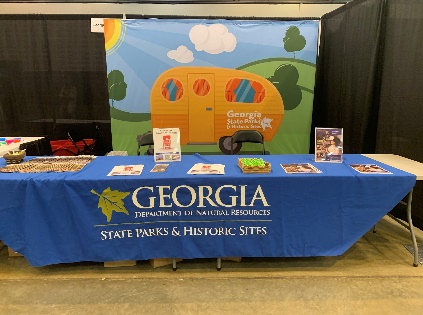 Georgia
State Parks
& Historic Sites
GEORGIA
DEPARTMENT OF NATURAL RESOURCES
STATE PARKS & HISTORIC SITES